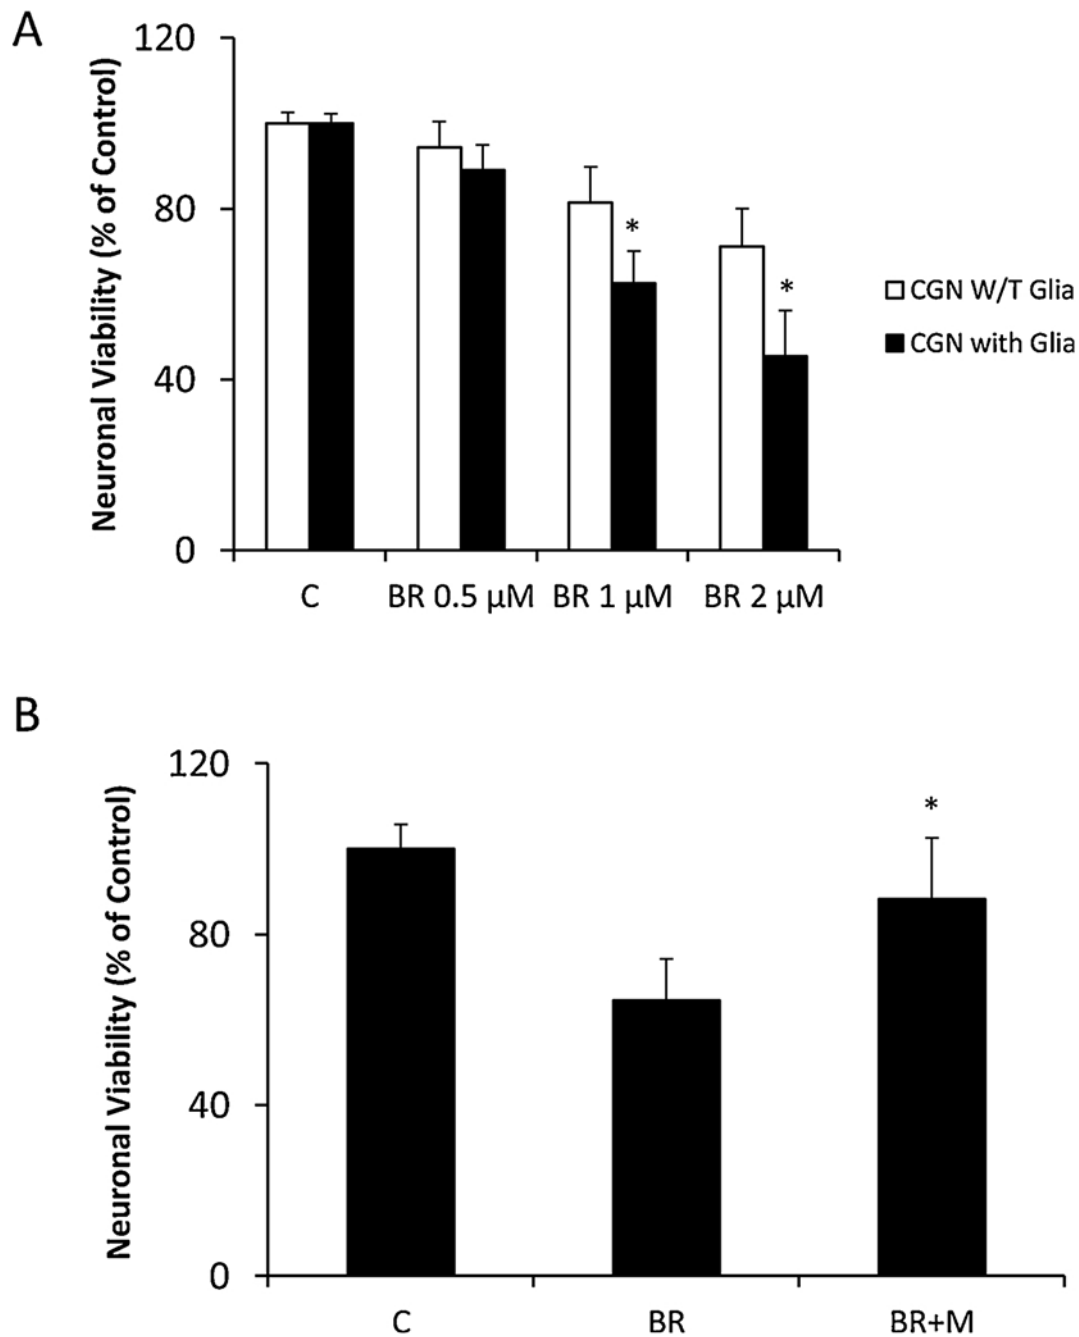 A
Neuronal Viability (% of Control)
120
80
40
0
*
*
C
BR 0.5 µM
BR 1 µM
BR 2 µM
CGN W/T Glia
CGN with Glia
B
Neuronal Viability (% of Control)
120
80
40
0
*
C
BR
BR+M